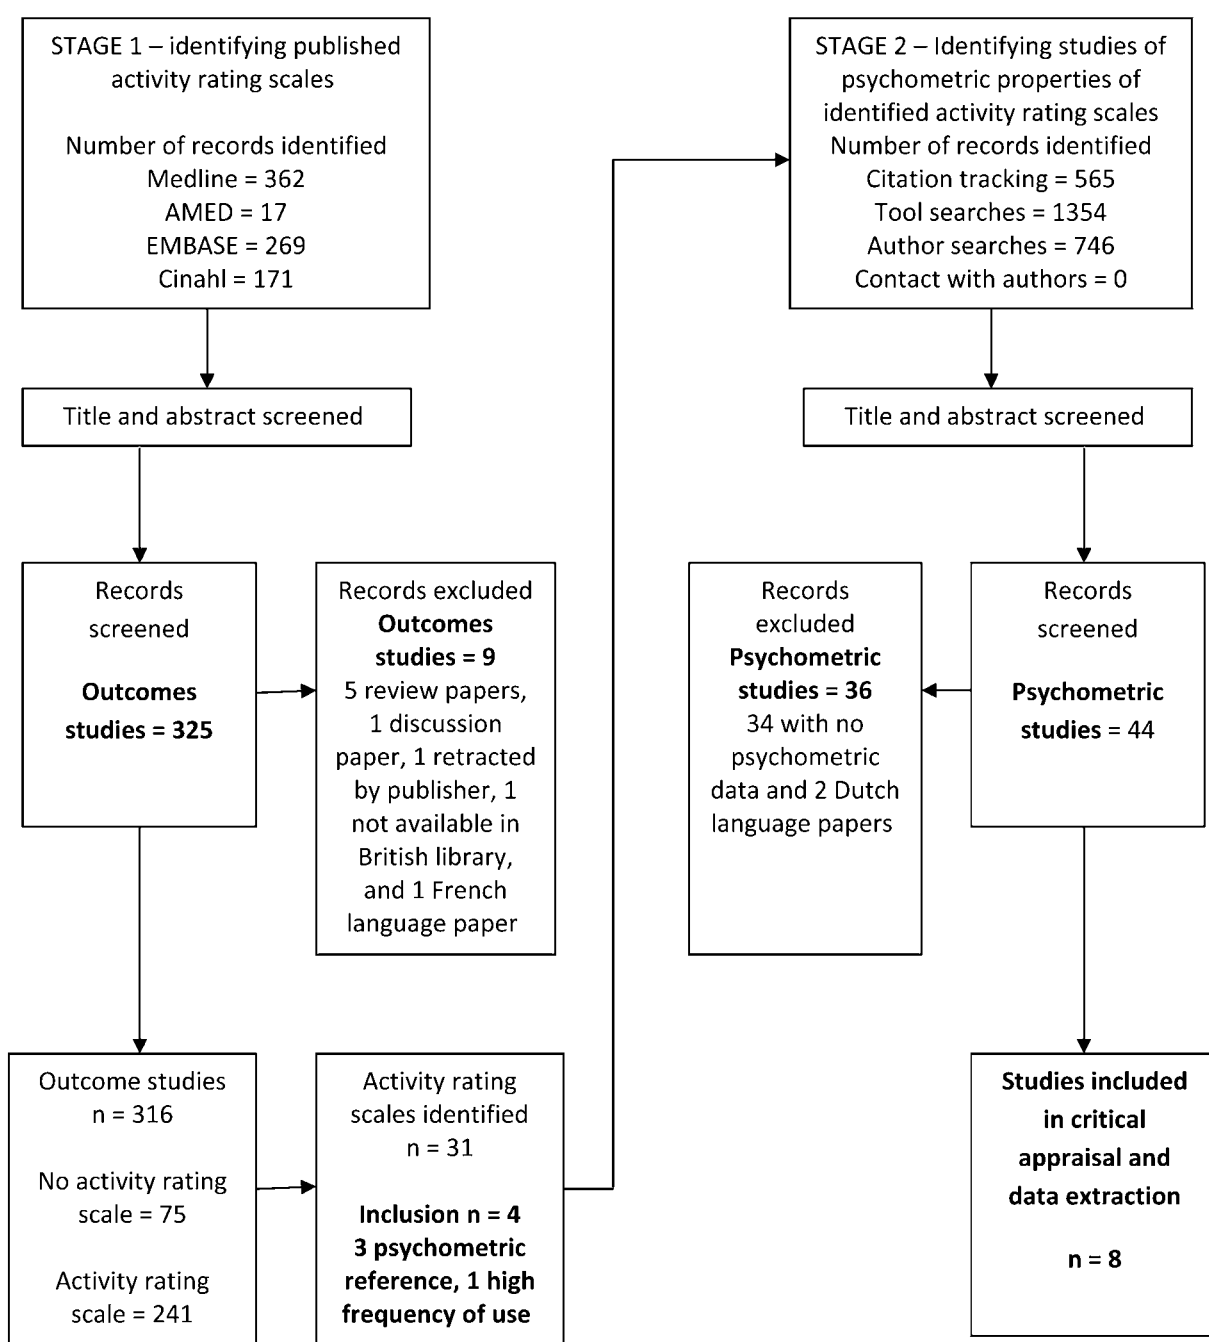 STAGE 1 – identifying published
activity rating scales
Number of records identified
Medline = 362
AMED = 17
EMBASE = 269
Cinahl = 171
Title and abstract screened
Records
screened
Outcomes
studies = 325
Records excluded
Outcomes
studies = 9
5 review papers,
1 discussion
paper, 1 retracted
by publisher, 1
not available in
British library,
and 1 French
language paper
Outcome studies
n = 316
No activity rating
scale = 75
Activity rating
scale = 241
Activity rating
scales identified
n = 31
Inclusion n = 4
3 psychometric
reference, 1 high
frequency of use
STAGE 2 – Identifying studies of
psychometric properties of
identified activity rating scales
Number of records identified
Citation tracking = 565
Tool searches = 1354
Author searches = 746
Contact with authors = 0
Title and abstract screened
Records
screened
Psychometric
studies = 44
Records
excluded
Psychometric
studies = 36
34 with no
psychometric
data and 2 Dutch
language papers
Studies included
in critical
appraisal and
data extraction
n = 8